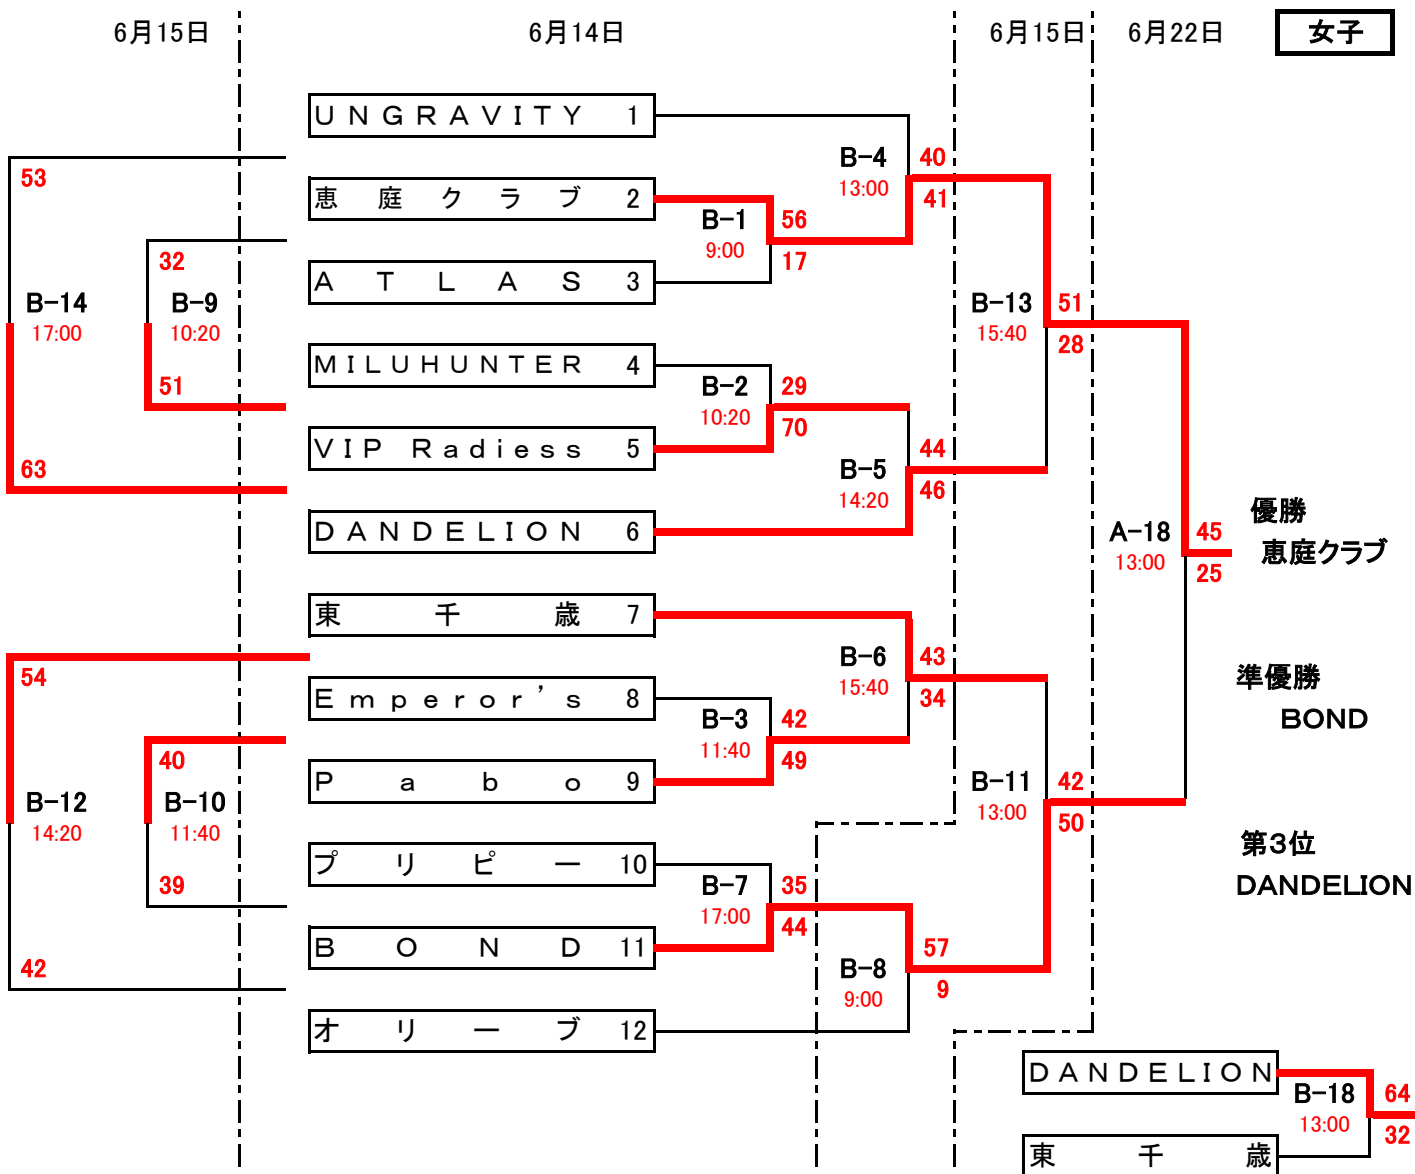 6月15日 6月14日 6月15日 6月22日 女子
UNGRAVITY 1
B-4 40
13:00 41
53
恵庭クラブ 2
B-1 56
9:00 17
32
ATLAS 3
B-14 B-9 B-13 51
17:00 10:20 15:40 28
MILUHUNTER 4
51 B-2 29
10:20 70
VIP Radiess 5
63 B-5 44
14:20 46
DANDELION 6
優勝
A-18 45
恵庭クラブ
13:00 25
東千歳 7
54 B-6 43
15:40 34
準優勝
Emperor's 8
B-3 42 BOND
11:40 49
40
Pabo 9
B-12 B-10 B-11 42
14:20 11:40 13:00 50
第3位
プリピー 10
39 B-7 35 DANDELION
17:00 44
BOND 11
42 B-8 57
9:00 9
オリーブ 12
DANDELION
B-18 64
13:00 32
東千歳